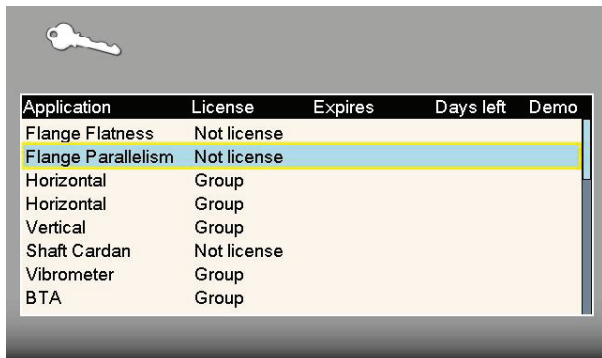 Application License Expires Days left Demo
Flange Flatness Not license
Flange Parallelism Not license
Horizontal Group
Horizontal Group
Vertical Group
Shaft Cardan Not license
Vibrometer Group
BTA Group